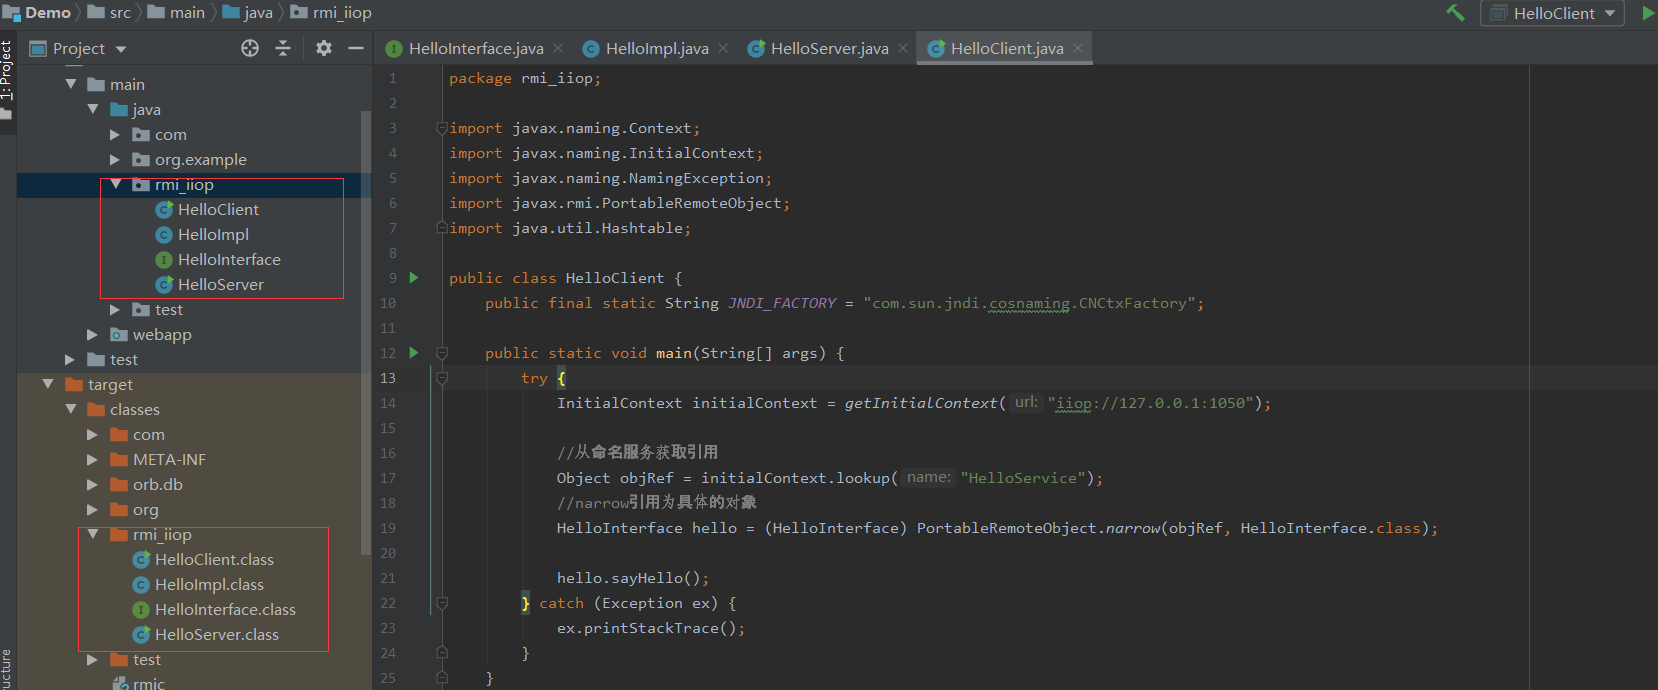 Demo src main java rmi_iiop HelloClient
1: Project
Project
HelloInterface.java HelloImpl.java HelloServer.java HelloClient.java
main
java
com
org.example
rmi_iiop
HelloClient
HelloImpl
HelloInterface
HelloServer
test
webapp
test
target
classes
com
META-INF
orb.db
org
rmi_iiop
HelloClient.class
HelloImpl.class
HelloInterface.class
HelloServer.class
test
rmic
ucture
1 package rmi_iiop;
2
3 import javax.naming.Context;
4 import javax.naming.InitialContext;
5 import javax.naming.NamingException;
6 import javax.rmi.PortableRemoteObject;
7 import java.util.Hashtable;
8
9 public class HelloClient {
10 public final static String JNDI_FACTORY = "com.sun.jndi.cosnaming.CNCtxFactory";
11
12 public static void main(String[] args) {
13 try {
14 InitialContext initialContext = getInitialContext( url: "iiop://127.0.0.1:1050");
15
16 //从命名服务获取引用
17 Object objRef = initialContext.lookup( name: "HelloService");
18 //narrow引用为具体的对象
19 HelloInterface hello = (HelloInterface) PortableRemoteObject.narrow(objRef, HelloInterface.class);
20
21 hello.sayHello();
22 } catch (Exception ex) {
23 ex.printStackTrace();
24 }
25 }